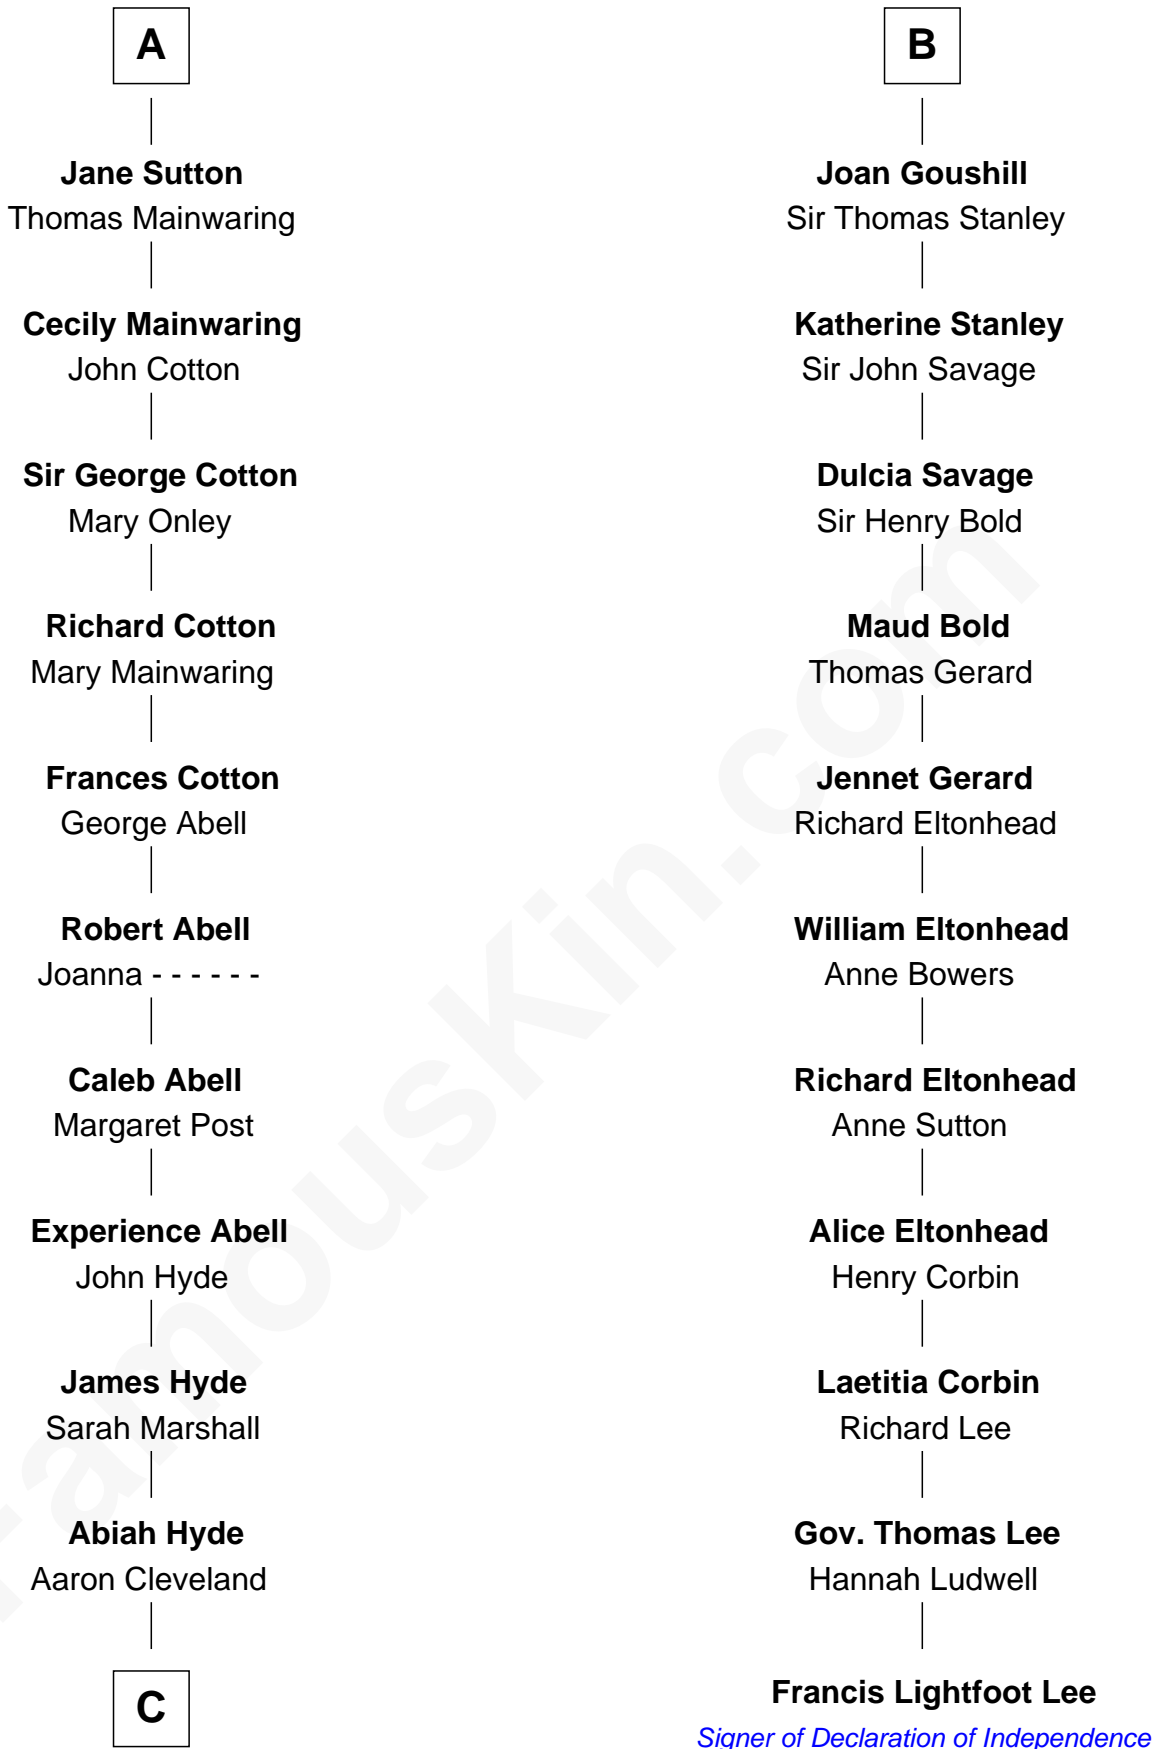 A
Jane Sutton
Thomas Mainwaring
Cecily Mainwaring
John Cotton
Sir George Cotton
Mary Onley
Richard Cotton
Mary Mainwaring
Frances Cotton
George Abell
Robert Abell
Joanna - - - - - -
Caleb Abell
Margaret Post
Experience Abell
John Hyde
James Hyde
Sarah Marshall
Abiah Hyde
Aaron Cleveland
C
B
Joan Goushill
Sir Thomas Stanley
Katherine Stanley
Sir John Savage
Dulcia Savage
Sir Henry Bold
Maud Bold
Thomas Gerard
Jennet Gerard
Richard Eltonhead
William Eltonhead
Anne Bowers
Richard Eltonhead
Anne Sutton
Alice Eltonhead
Henry Corbin
Laetitia Corbin
Richard Lee
Gov. Thomas Lee
Hannah Ludwell
Francis Lightfoot Lee
Signer of Declaration of Independence
FamousKin.com